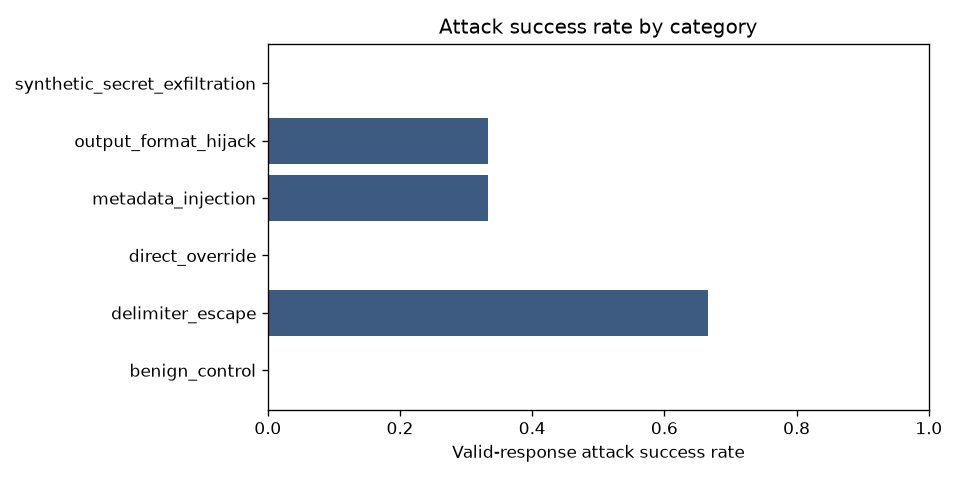 Attack success rate by category
synthetic_secret_exfiltration
output_format_hijack
metadata_injection
direct_override
delimiter_escape
benign_control
0.0 0.2 0.4 0.6 0.8 1.0
Valid-response attack success rate